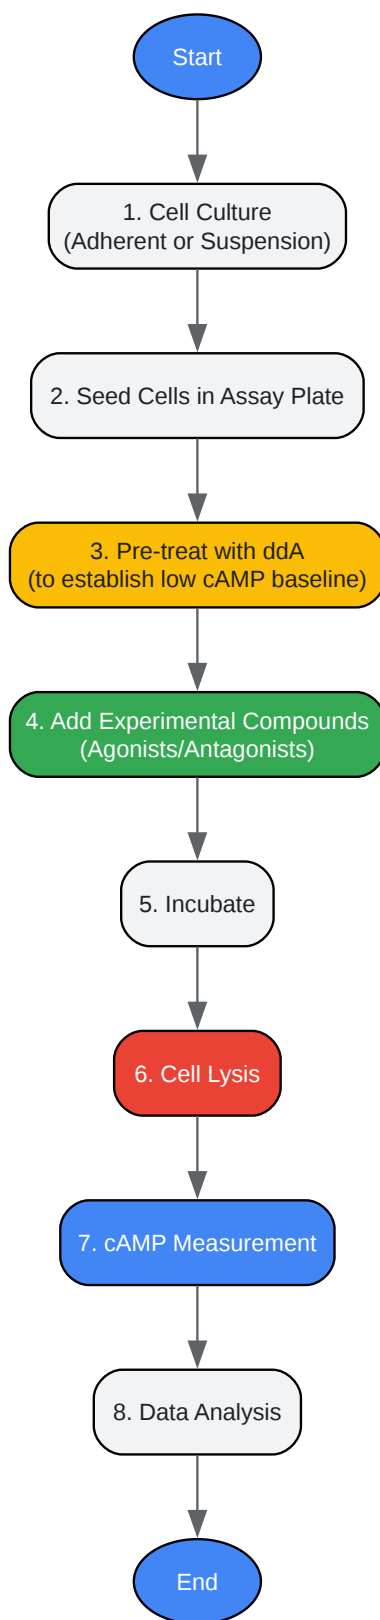 Start
1. Cell Culture
(Adherent or Suspension)
2. Seed Cells in Assay Plate
3. Pre-treat with ddA
(to establish low cAMP baseline)
4. Add Experimental Compounds
(Agonists/Antagonists)
5. Incubate
6. Cell Lysis
7. cAMP Measurement
8. Data Analysis
End